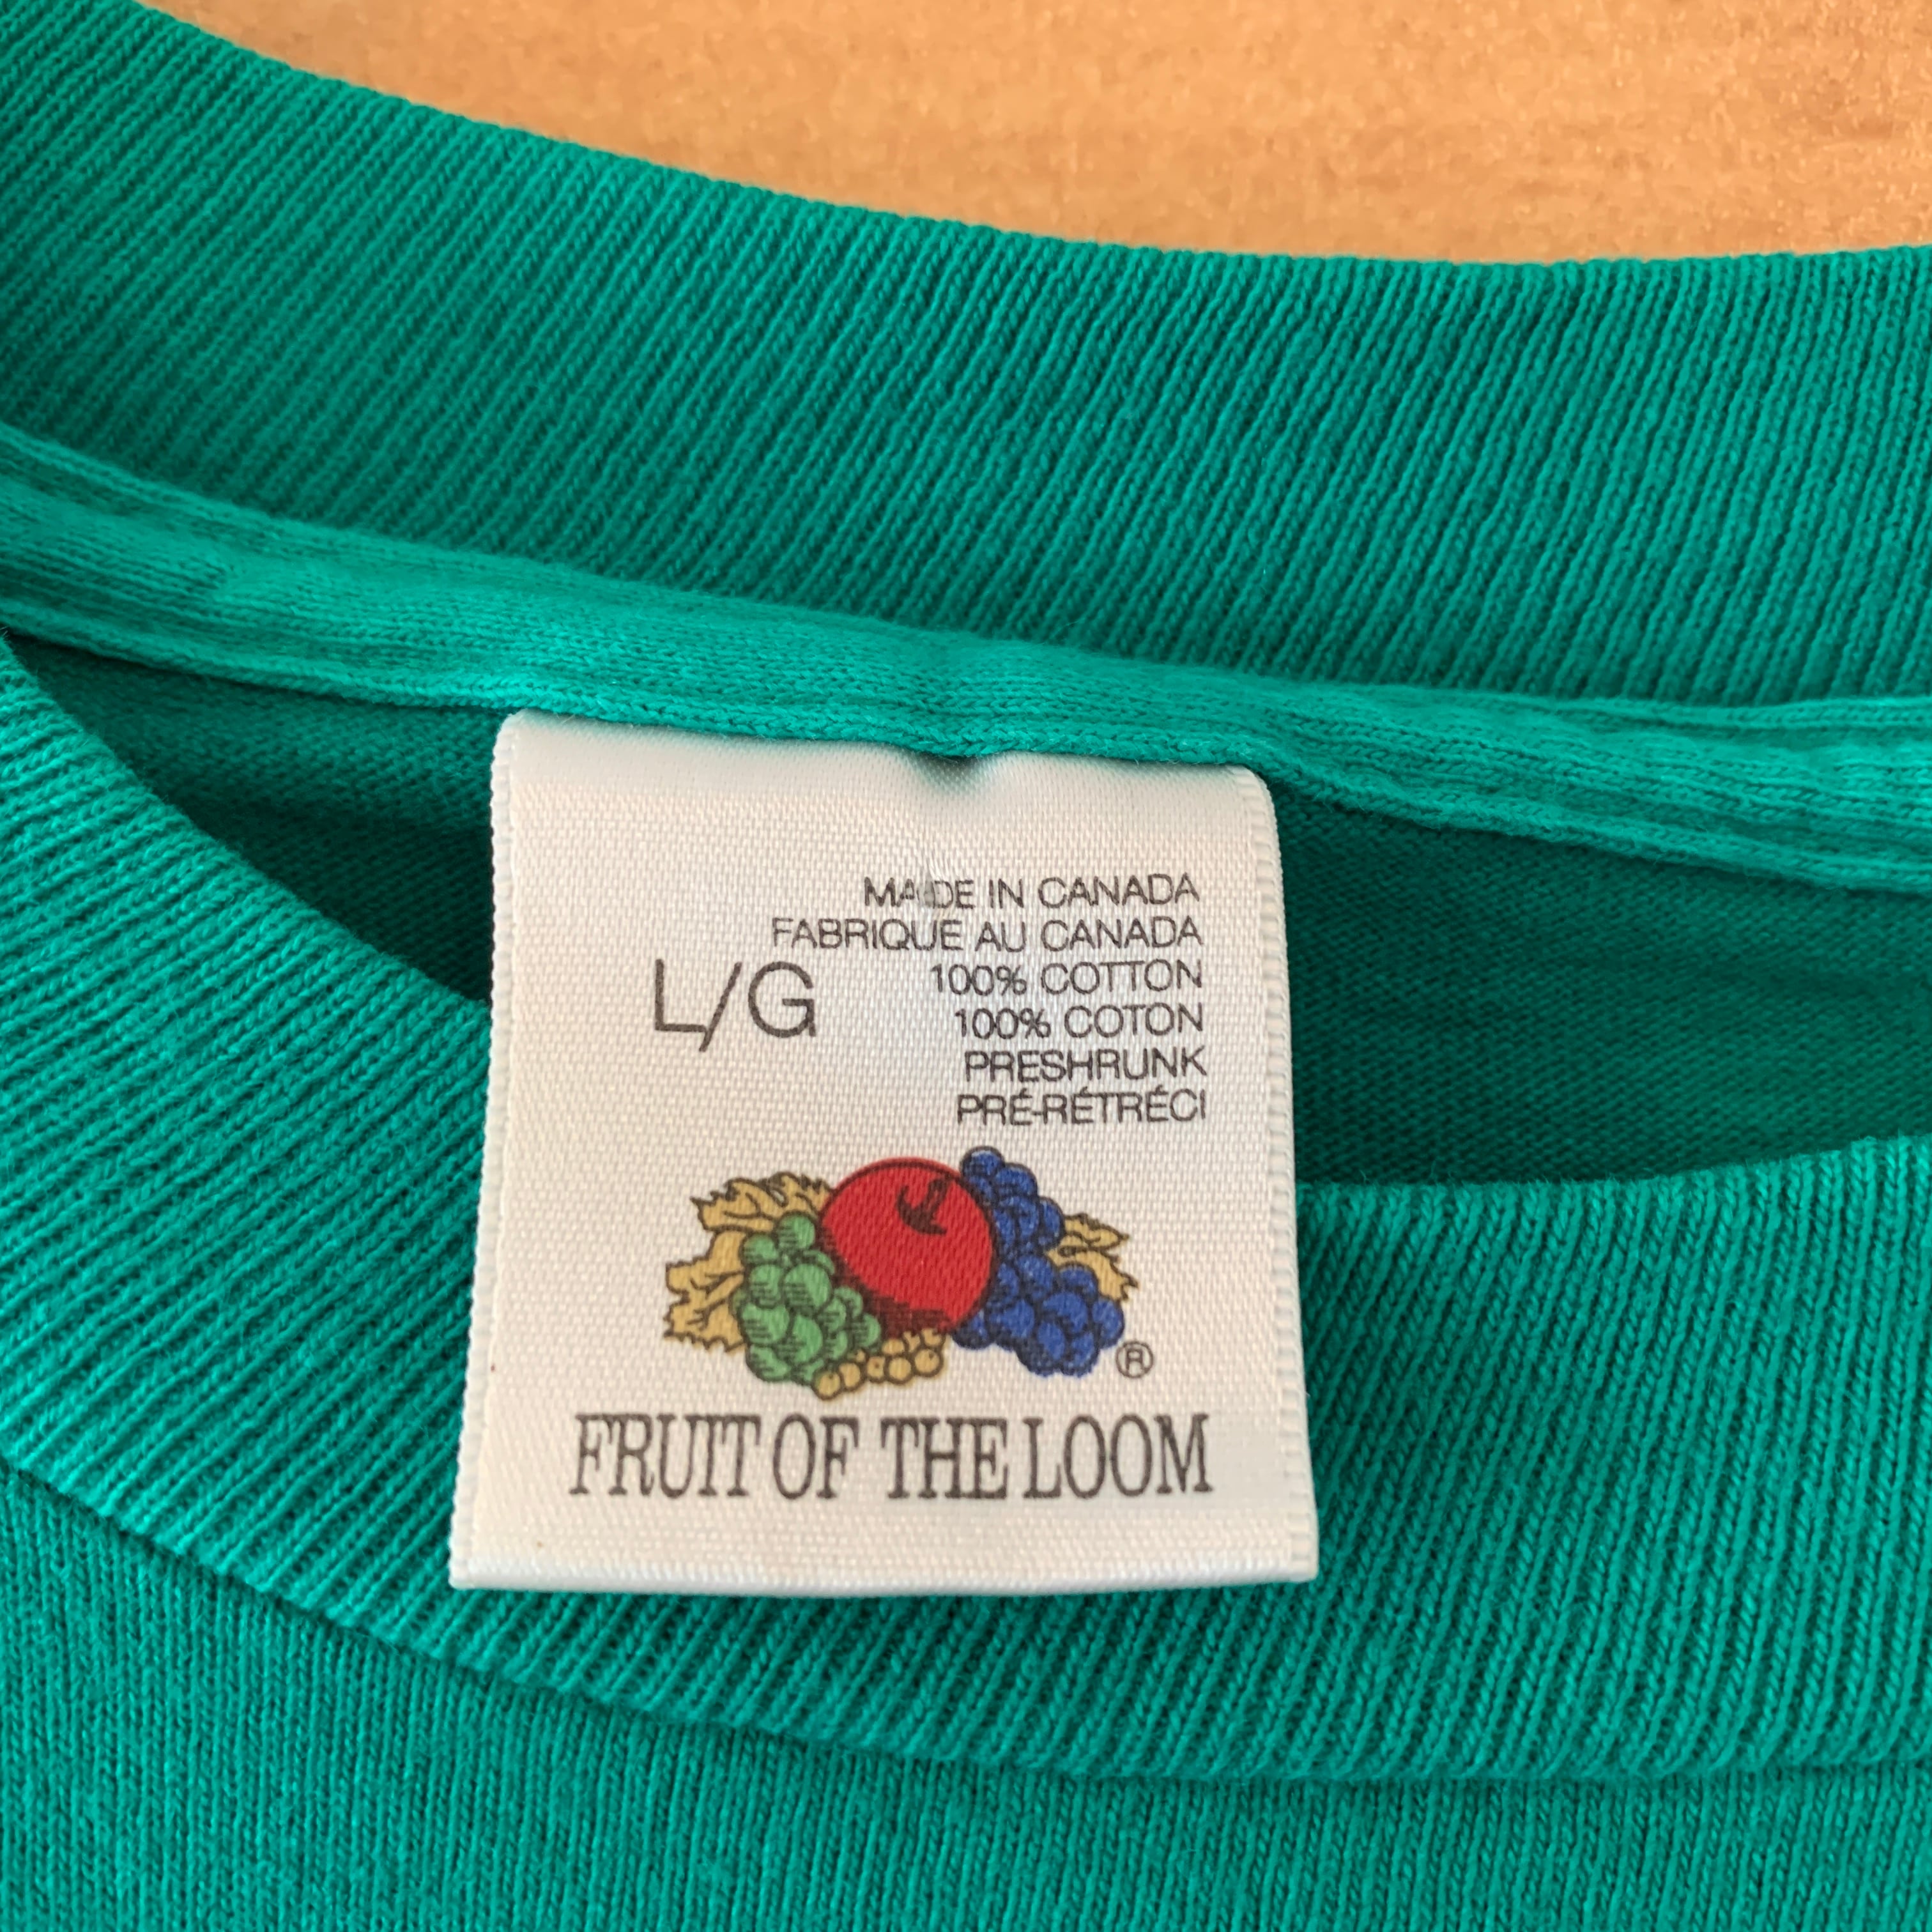 MADE IN CANADA
FABRIQUE AU CANADA
L/G
100% COTTON
100% COTON
PRESHRUNK
PRÉ-RÉTRÉCI
®
FRUIT OF THE LOOM